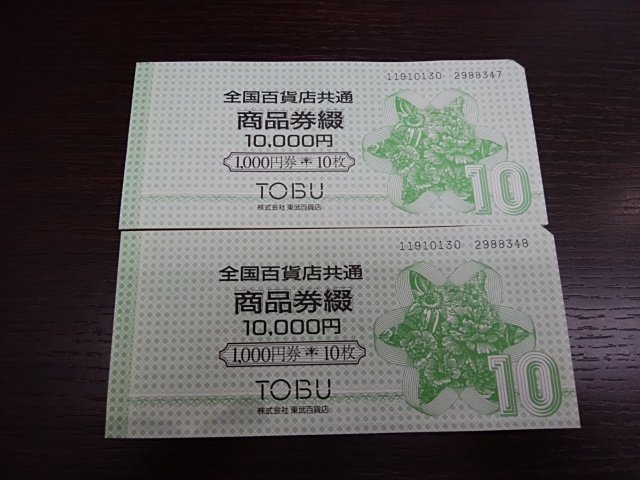 11910130 2988347
全国百貨店共通
商品券綴
10,000円
1,000円券＊10枚
TOBU
株式会社 東武百貨店
10
11910130 2988348
全国百貨店共通
商品券綴
10,000円
1,000円券＊10枚
TOBU
株式会社 東武百貨店
10